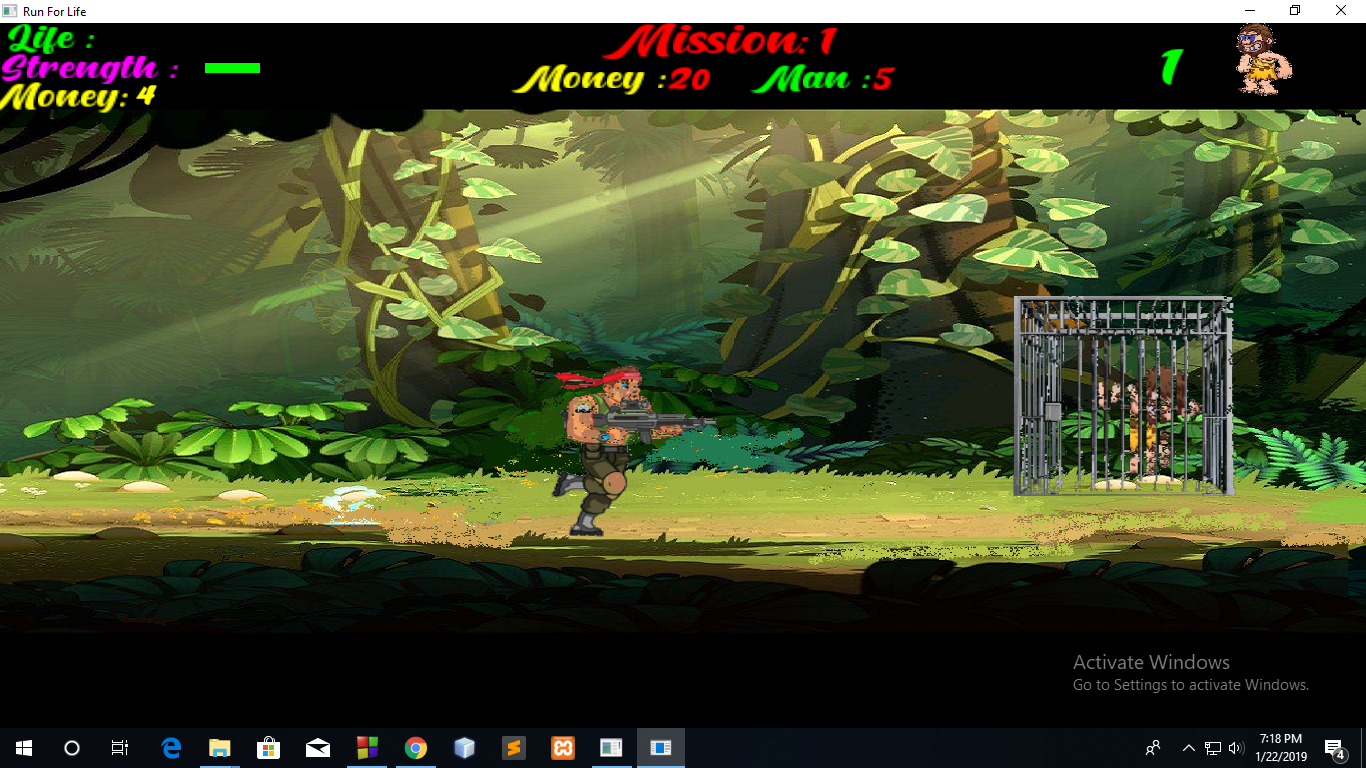 Run For Life
Life :
Mission: 1
Strength :
Money :20 Man :5
1
Money: 4
Activate Windows
Go to Settings to activate Windows.
7:18 PM
1/22/2019
4